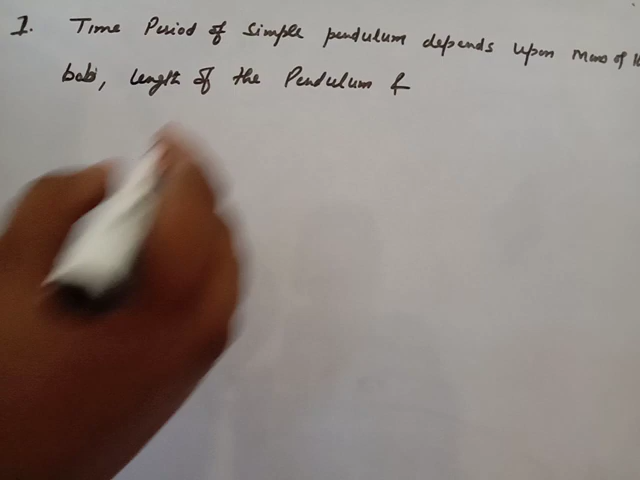 1. Time Period of Simple pendulum depends upon Mass of
bob, length of the Pendulum &